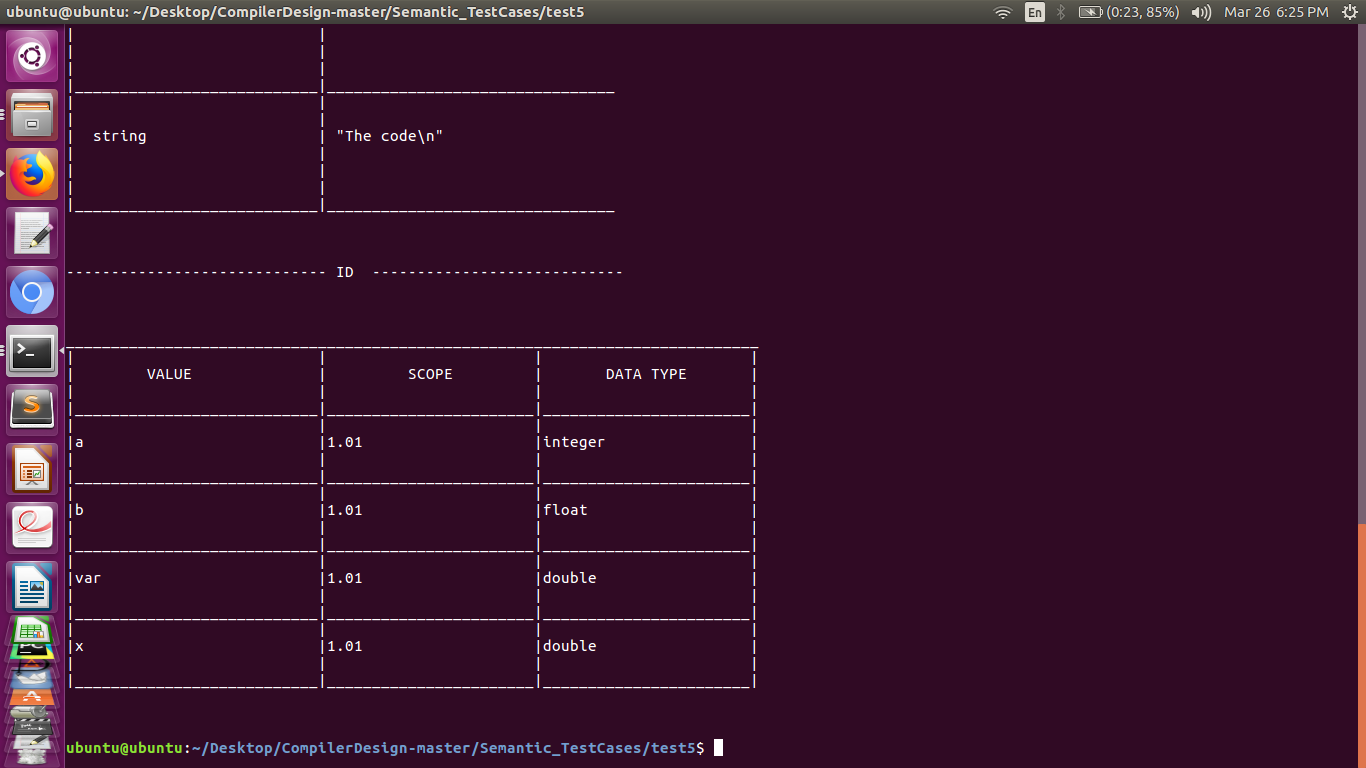 ubuntu@ubuntu: ~/Desktop/CompilerDesign-master/Semantic_TestCases/test5 En (0:23, 85%) Mar 26 6:25 PM
string "The code\n"
---------------------------- ID ----------------------------
VALUE SCOPE DATA TYPE
a 1.01 integer
b 1.01 float
var 1.01 double
x 1.01 double
ubuntu@ubuntu:~/Desktop/CompilerDesign-master/Semantic_TestCases/test5$